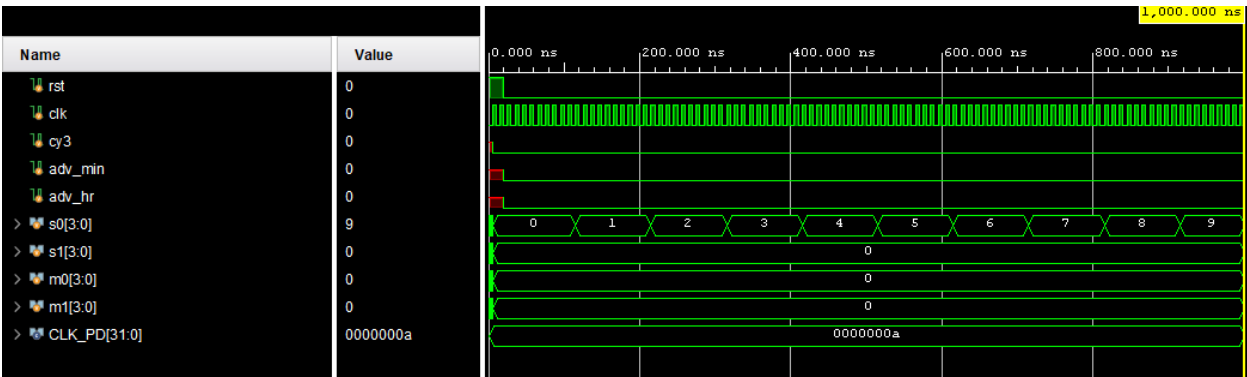 1,000.000 ns
Name Value 0.000 ns 200.000 ns 400.000 ns 600.000 ns 800.000 ns
rst 0
clk 0
cy3 0
adv_min 0
adv_hr 0
s0[3:0] 9 0 1 2 3 4 5 6 7 8 9
s1[3:0] 0 0
m0[3:0] 0 0
m1[3:0] 0 0
CLK_PD[31:0] 0000000a 0000000a